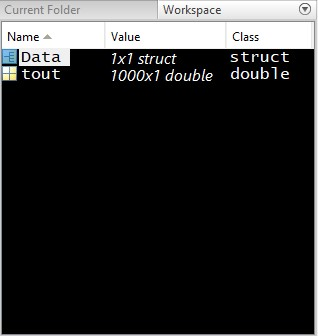 Current Folder Workspace
Name Value Class
Data 1x1 struct struct
tout 1000x1 double double